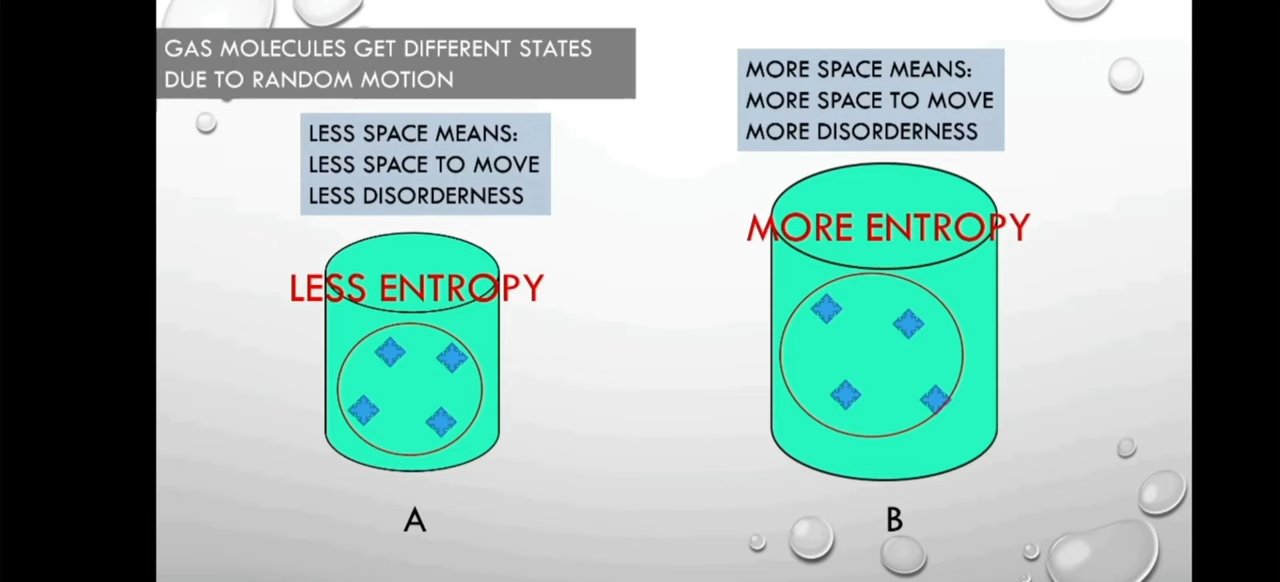 GAS MOLECULES GET DIFFERENT STATES
DUE TO RANDOM MOTION
LESS SPACE MEANS:
LESS SPACE TO MOVE
LESS DISORDERNESS
LESS ENTROPY
A
MORE SPACE MEANS:
MORE SPACE TO MOVE
MORE DISORDERNESS
MORE ENTROPY
B